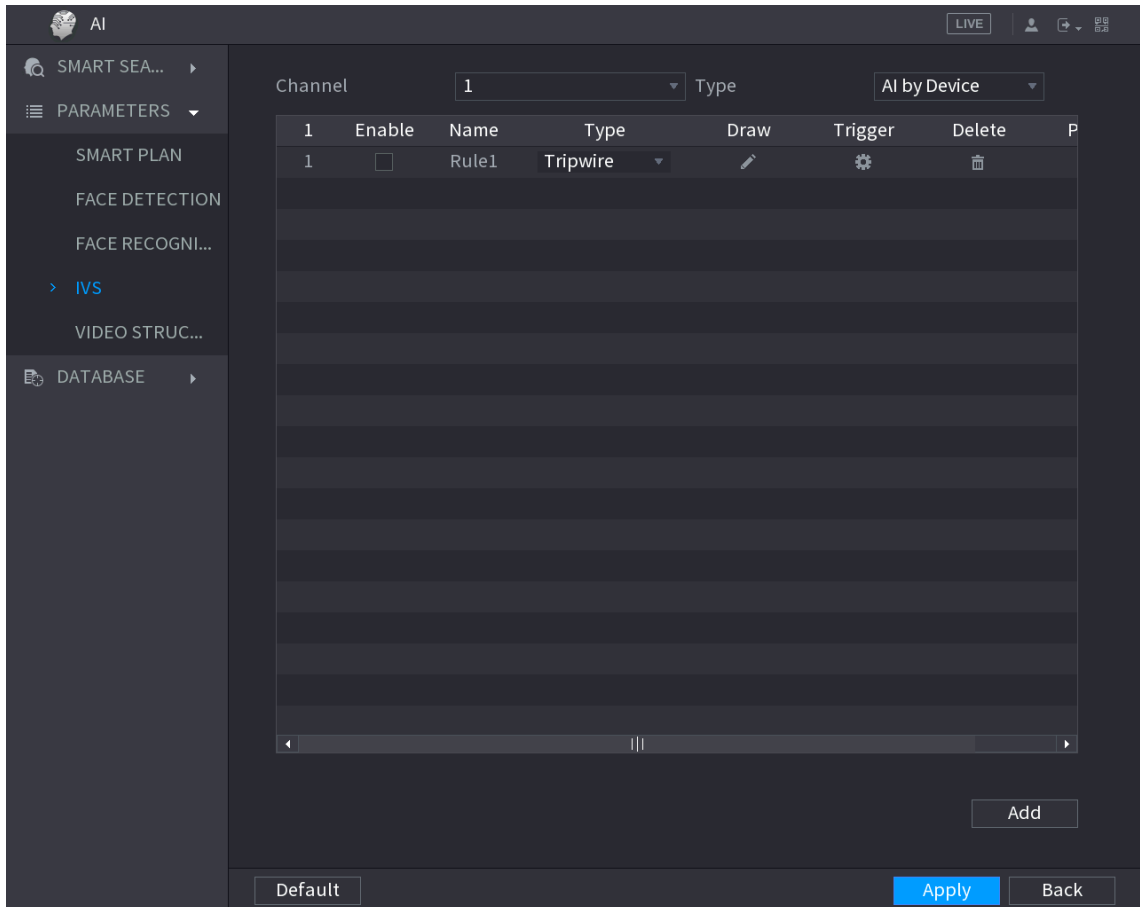 AI LIVE
SMART SEA...
PARAMETERS
SMART PLAN
FACE DETECTION
FACE RECOGNI...
IVS
VIDEO STRUC...
DATABASE
Channel 1 Type AI by Device
1 Enable Name Type Draw Trigger Delete P
1 Rule1 Tripwire
Add
Default Apply Back